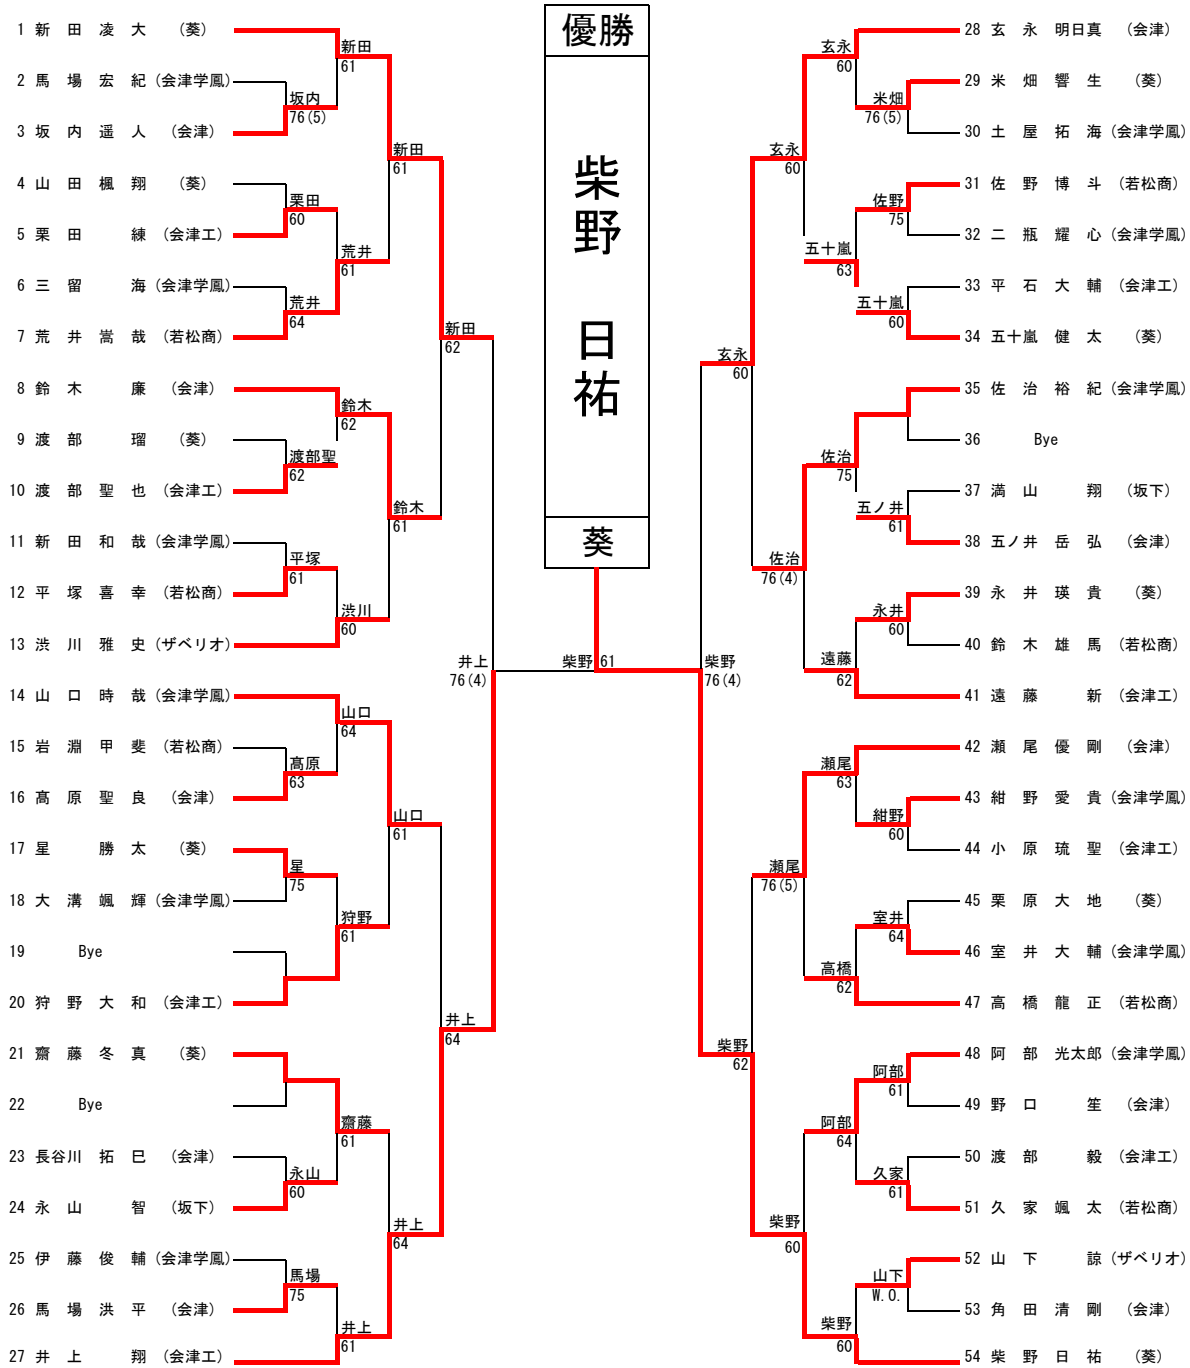 優勝
柴野 日祐
葵
1 新田凌大 (葵)
2 馬場宏紀 (会津学鳳)
3 坂内遥人 (会津)
4 山田楓翔 (葵)
5 栗田練 (会津工)
6 三留海 (会津学鳳)
7 荒井嵩哉 (若松商)
8 鈴木廉 (会津)
9 渡部瑠 (葵)
10 渡部聖也 (会津工)
11 新田和哉 (会津学鳳)
12 平塚喜幸 (若松商)
13 渋川雅史 (ザベリオ)
14 山口時哉 (会津学鳳)
15 岩淵甲斐 (若松商)
16 髙原聖良 (会津)
17 星勝太 (葵)
18 大溝颯輝 (会津学鳳)
19 Bye
20 狩野大和 (会津工)
21 齋藤冬真 (葵)
22 Bye
23 長谷川拓巳 (会津)
24 永山智 (坂下)
25 伊藤俊輔 (会津学鳳)
26 馬場洪平 (会津)
27 井上翔 (会津工)
新田
61
坂内
76(5)
新田
61
栗田
60
荒井
61
荒井
64
新田
62
鈴木
62
渡部聖
62
鈴木
61
平塚
61
渋川
60
井上
76(4)
山口
64
髙原
63
山口
61
星
75
狩野
61
井上
64
齋藤
61
永山
60
井上
64
馬場
75
井上
61
柴野 61
玄永
60
米畑
76(5)
玄永
60
佐野
75
五十嵐
63
五十嵐
60
玄永
60
佐治
75
五ノ井
61
佐治
76(4)
永井
60
遠藤
62
柴野
76(4)
瀬尾
63
紺野
60
瀬尾
76(5)
室井
64
高橋
62
柴野
62
阿部
61
阿部
64
久家
61
柴野
60
山下
W.O.
柴野
60
28 玄永明日真 (会津)
29 米畑響生 (葵)
30 土屋拓海 (会津学鳳)
31 佐野博斗 (若松商)
32 二瓶耀心 (会津学鳳)
33 平石大輔 (会津工)
34 五十嵐健太 (葵)
35 佐治裕紀 (会津学鳳)
36 Bye
37 満山翔 (坂下)
38 五ノ井岳弘 (会津)
39 永井瑛貴 (葵)
40 鈴木雄馬 (若松商)
41 遠藤新 (会津工)
42 瀬尾優剛 (会津)
43 紺野愛貴 (会津学鳳)
44 小原琉聖 (会津工)
45 栗原大地 (葵)
46 室井大輔 (会津学鳳)
47 高橋龍正 (若松商)
48 阿部光太郎 (会津学鳳)
49 野口笙 (会津)
50 渡部毅 (会津工)
51 久家颯太 (若松商)
52 山下諒 (ザベリオ)
53 角田清剛 (会津)
54 柴野日祐 (葵)